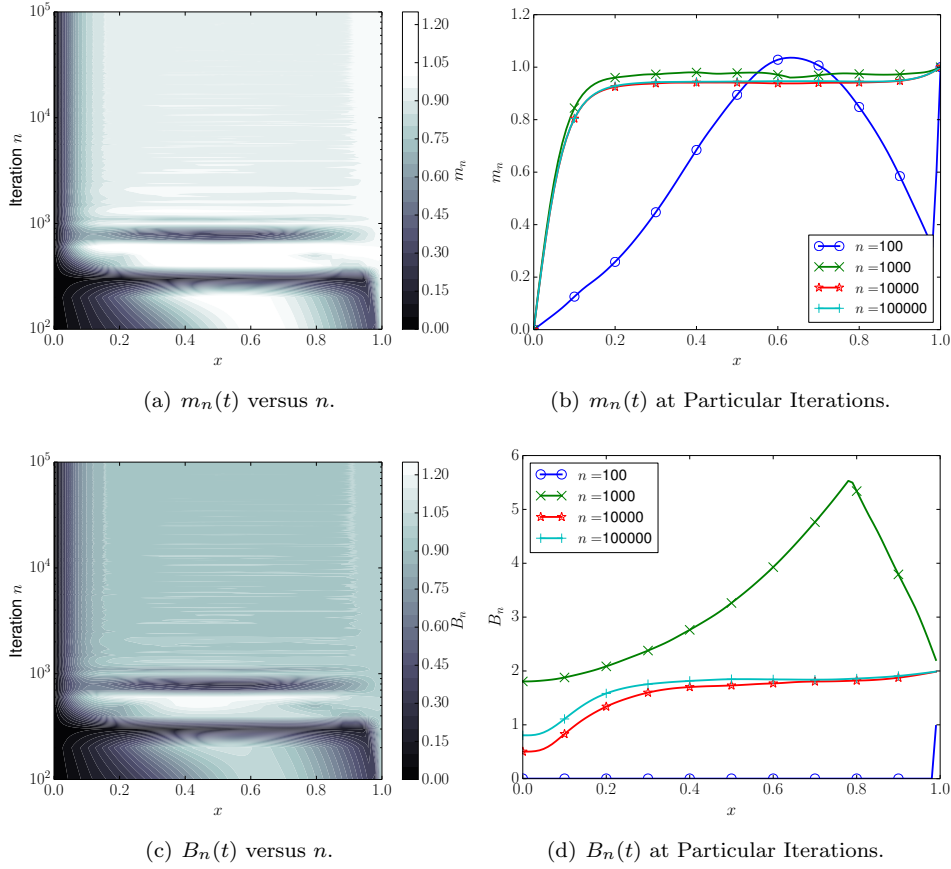 10^5
10^4
10^3
10^2
Iteration n
0.0 0.2 0.4 0.6 0.8 1.0
x
1.20
1.05
0.90
0.75
0.60
0.45
0.30
0.15
0.00
m_n
(a) m_n(t) versus n.
1.2
1.0
0.8
0.6
0.4
0.2
0.0
m_n
n = 100
n = 1000
n = 10000
n = 100000
0.0 0.2 0.4 0.6 0.8 1.0
x
(b) m_n(t) at Particular Iterations.
10^5
10^4
10^3
10^2
Iteration n
0.0 0.2 0.4 0.6 0.8 1.0
x
1.20
1.05
0.90
0.75
0.60
0.45
0.30
0.15
0.00
B_n
(c) B_n(t) versus n.
6
5
4
3
2
1
0
B_n
n = 100
n = 1000
n = 10000
n = 100000
0.0 0.2 0.4 0.6 0.8 1.0
x
(d) B_n(t) at Particular Iterations.